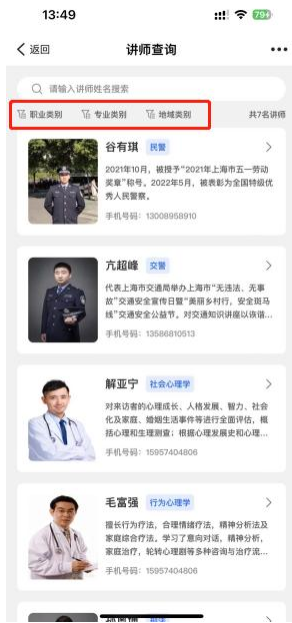 13:49
79
返回
讲师查询
请输入讲师姓名搜索
职业类别 专业类别 地域类别 共7名讲师
谷有琪 民警
2021年10月，被授予“2021年上海市五一劳动
奖章”称号。2022年5月，被表彰为全国特级优
秀人民警察。
手机号码：13008958910
亢超峰 交警
代表上海市交通局举办上海市“无违法、无事
故”交通安全宣传日暨“美丽乡村行，安全斑马
线”交通安全公益节。对交通知识讲座以诙谐...
手机号码：13586810513
解亚宁 社会心理学
对来访者的心理成长、人格发展、智力、社会
化及家庭、婚姻生活事件等进行全面评估，概
括心理和生理测查；根据心理发展史和心理...
手机号码：15957404806
毛富强 行为心理学
擅长行为疗法，合理情绪疗法，精神分析法及
家庭综合疗法，学习了意向对话，精神分析，
家庭治疗，轮转心理剧等多种咨询与治疗流...
手机号码：15957404806